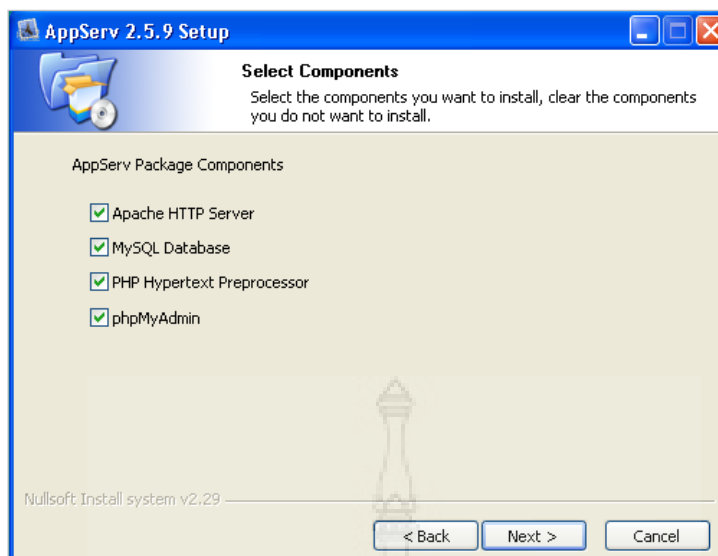 AppServ 2.5.9 Setup
Select Components
Select the components you want to install, clear the components
you do not want to install.
AppServ Package Components
Apache HTTP Server
MySQL Database
PHP Hypertext Preprocessor
phpMyAdmin
Nullsoft Install system v2.29
< Back Next > Cancel